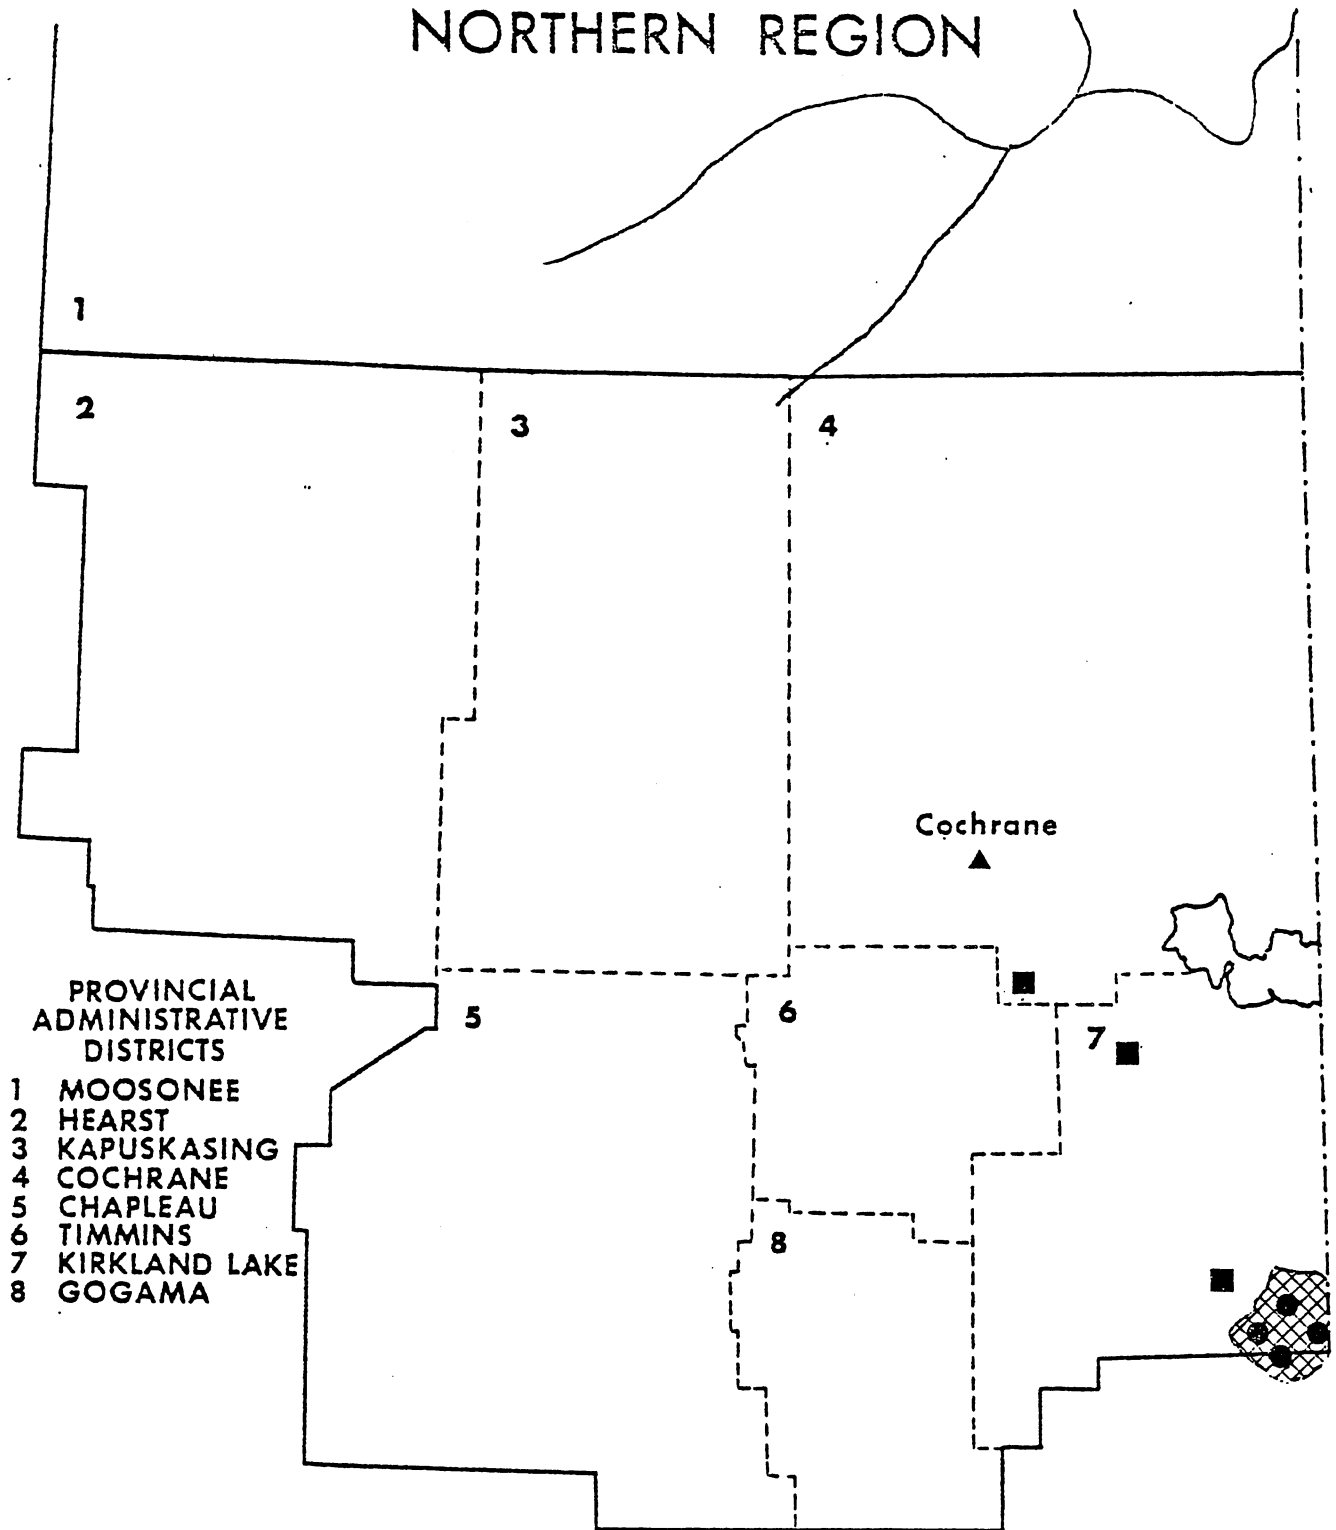 NORTHERN REGION
1
2
3
4
Cochrane
5
6
7
8
PROVINCIAL
ADMINISTRATIVE
DISTRICTS
1 MOOSONEE
2 HEARST
3 KAPUSKASING
4 COCHRANE
5 CHAPLEAU
6 TIMMINS
7 KIRKLAND LAKE
8 GOGAMA